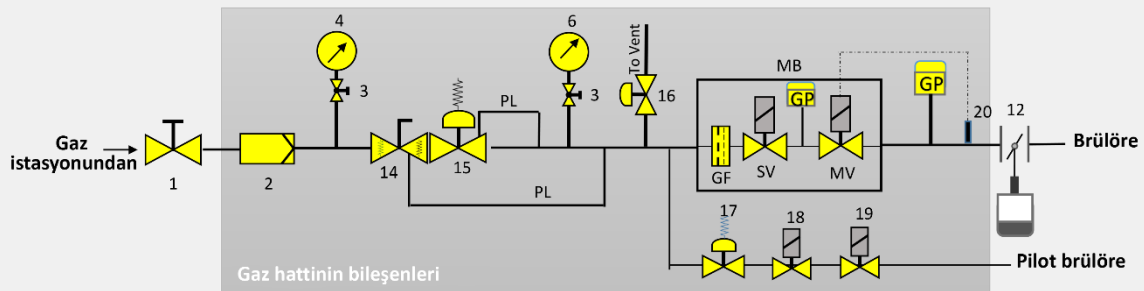 4
6
To Vent
MB
GP
GP
3
3
16
PL
20
12
Gaz
istasyonundan
Brülöre
1
2
14
15
GF
SV
MV
PL
17
18
19
Pilot brülöre
Gaz hattinin bileşenleri